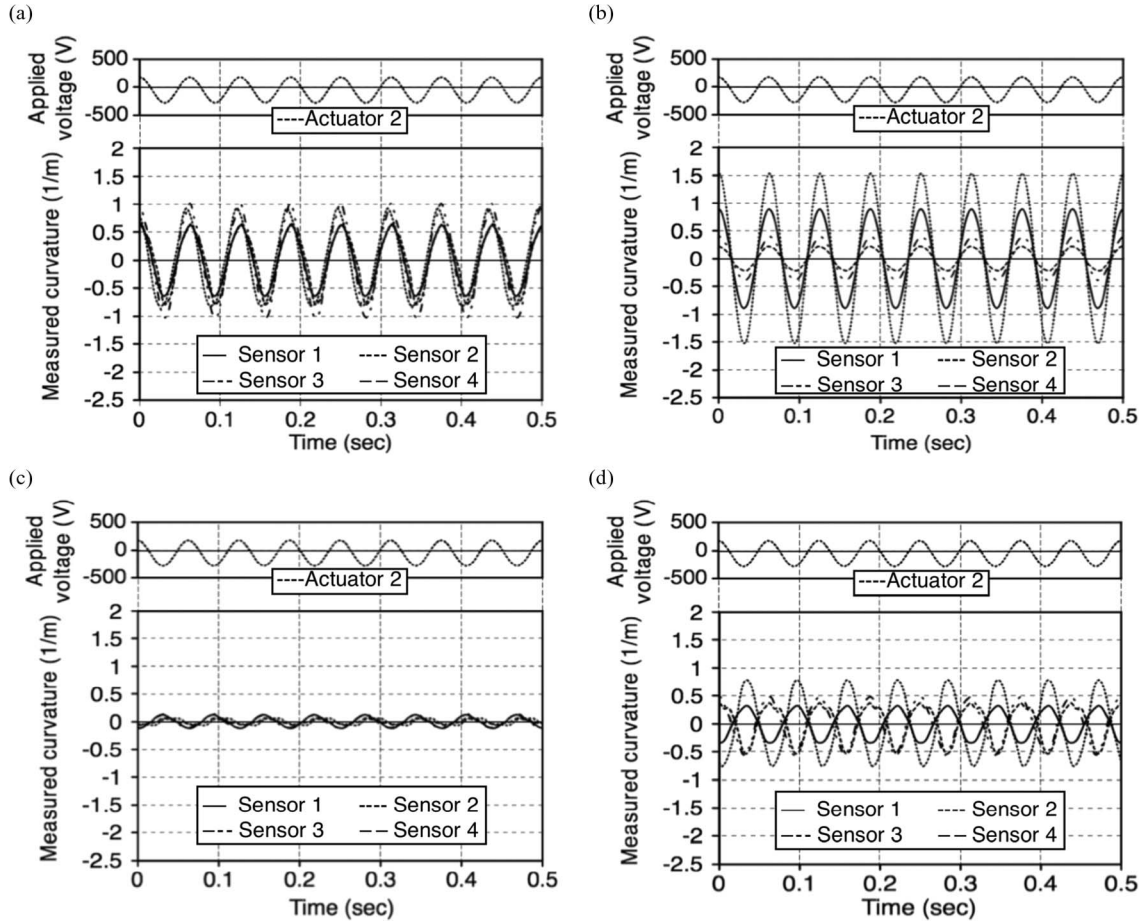 (a)
Applied
voltage (V)
500
0
-500
Actuator 2
Measured curvature (1/m)
2
1.5
1
0.5
0
-0.5
-1
-1.5
-2
-2.5
Sensor 1 Sensor 2
Sensor 3 Sensor 4
0 0.1 0.2 0.3 0.4 0.5
Time (sec)
(b)
Applied
voltage (V)
500
0
-500
Actuator 2
Measured curvature (1/m)
2
1.5
1
0.5
0
-0.5
-1
-1.5
-2
-2.5
Sensor 1 Sensor 2
Sensor 3 Sensor 4
0 0.1 0.2 0.3 0.4 0.5
Time (sec)
(c)
Applied
voltage (V)
500
0
-500
Actuator 2
Measured curvature (1/m)
2
1.5
1
0.5
0
-0.5
-1
-1.5
-2
-2.5
Sensor 1 Sensor 2
Sensor 3 Sensor 4
0 0.1 0.2 0.3 0.4 0.5
Time (sec)
(d)
Applied
voltage (V)
500
0
-500
Actuator 2
Measured curvature (1/m)
2
1.5
1
0.5
0
-0.5
-1
-1.5
-2
-2.5
Sensor 1 Sensor 2
Sensor 3 Sensor 4
0 0.1 0.2 0.3 0.4 0.5
Time (sec)